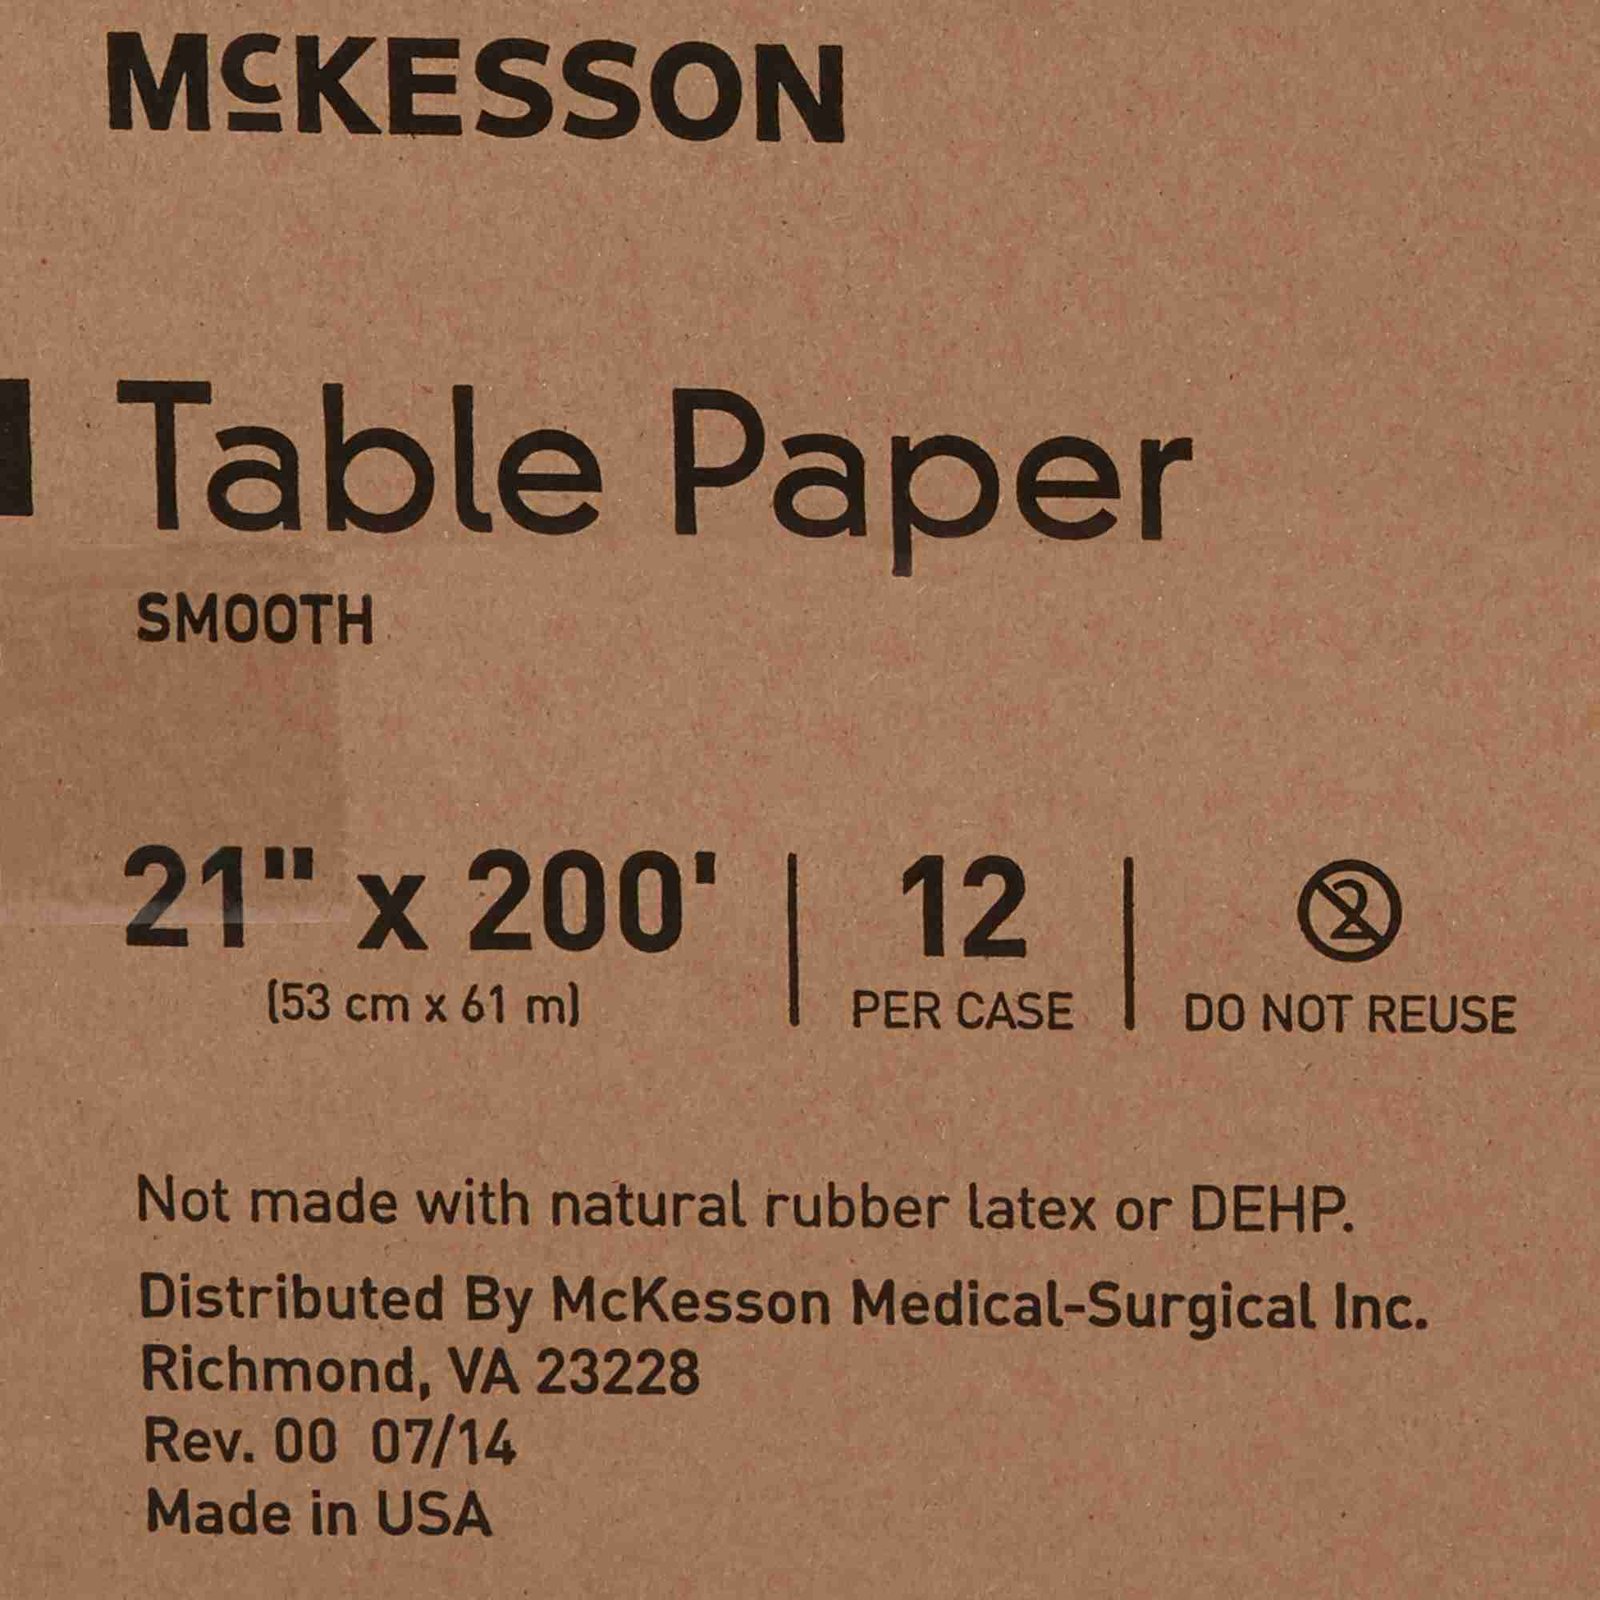 McKESSON
Table Paper
SMOOTH
21" x 200' | 12 | 2
(53 cm x 61 m) PER CASE DO NOT REUSE
Not made with natural rubber latex or DEHP.
Distributed By McKesson Medical-Surgical Inc.
Richmond, VA 23228
Rev. 00 07/14
Made in USA